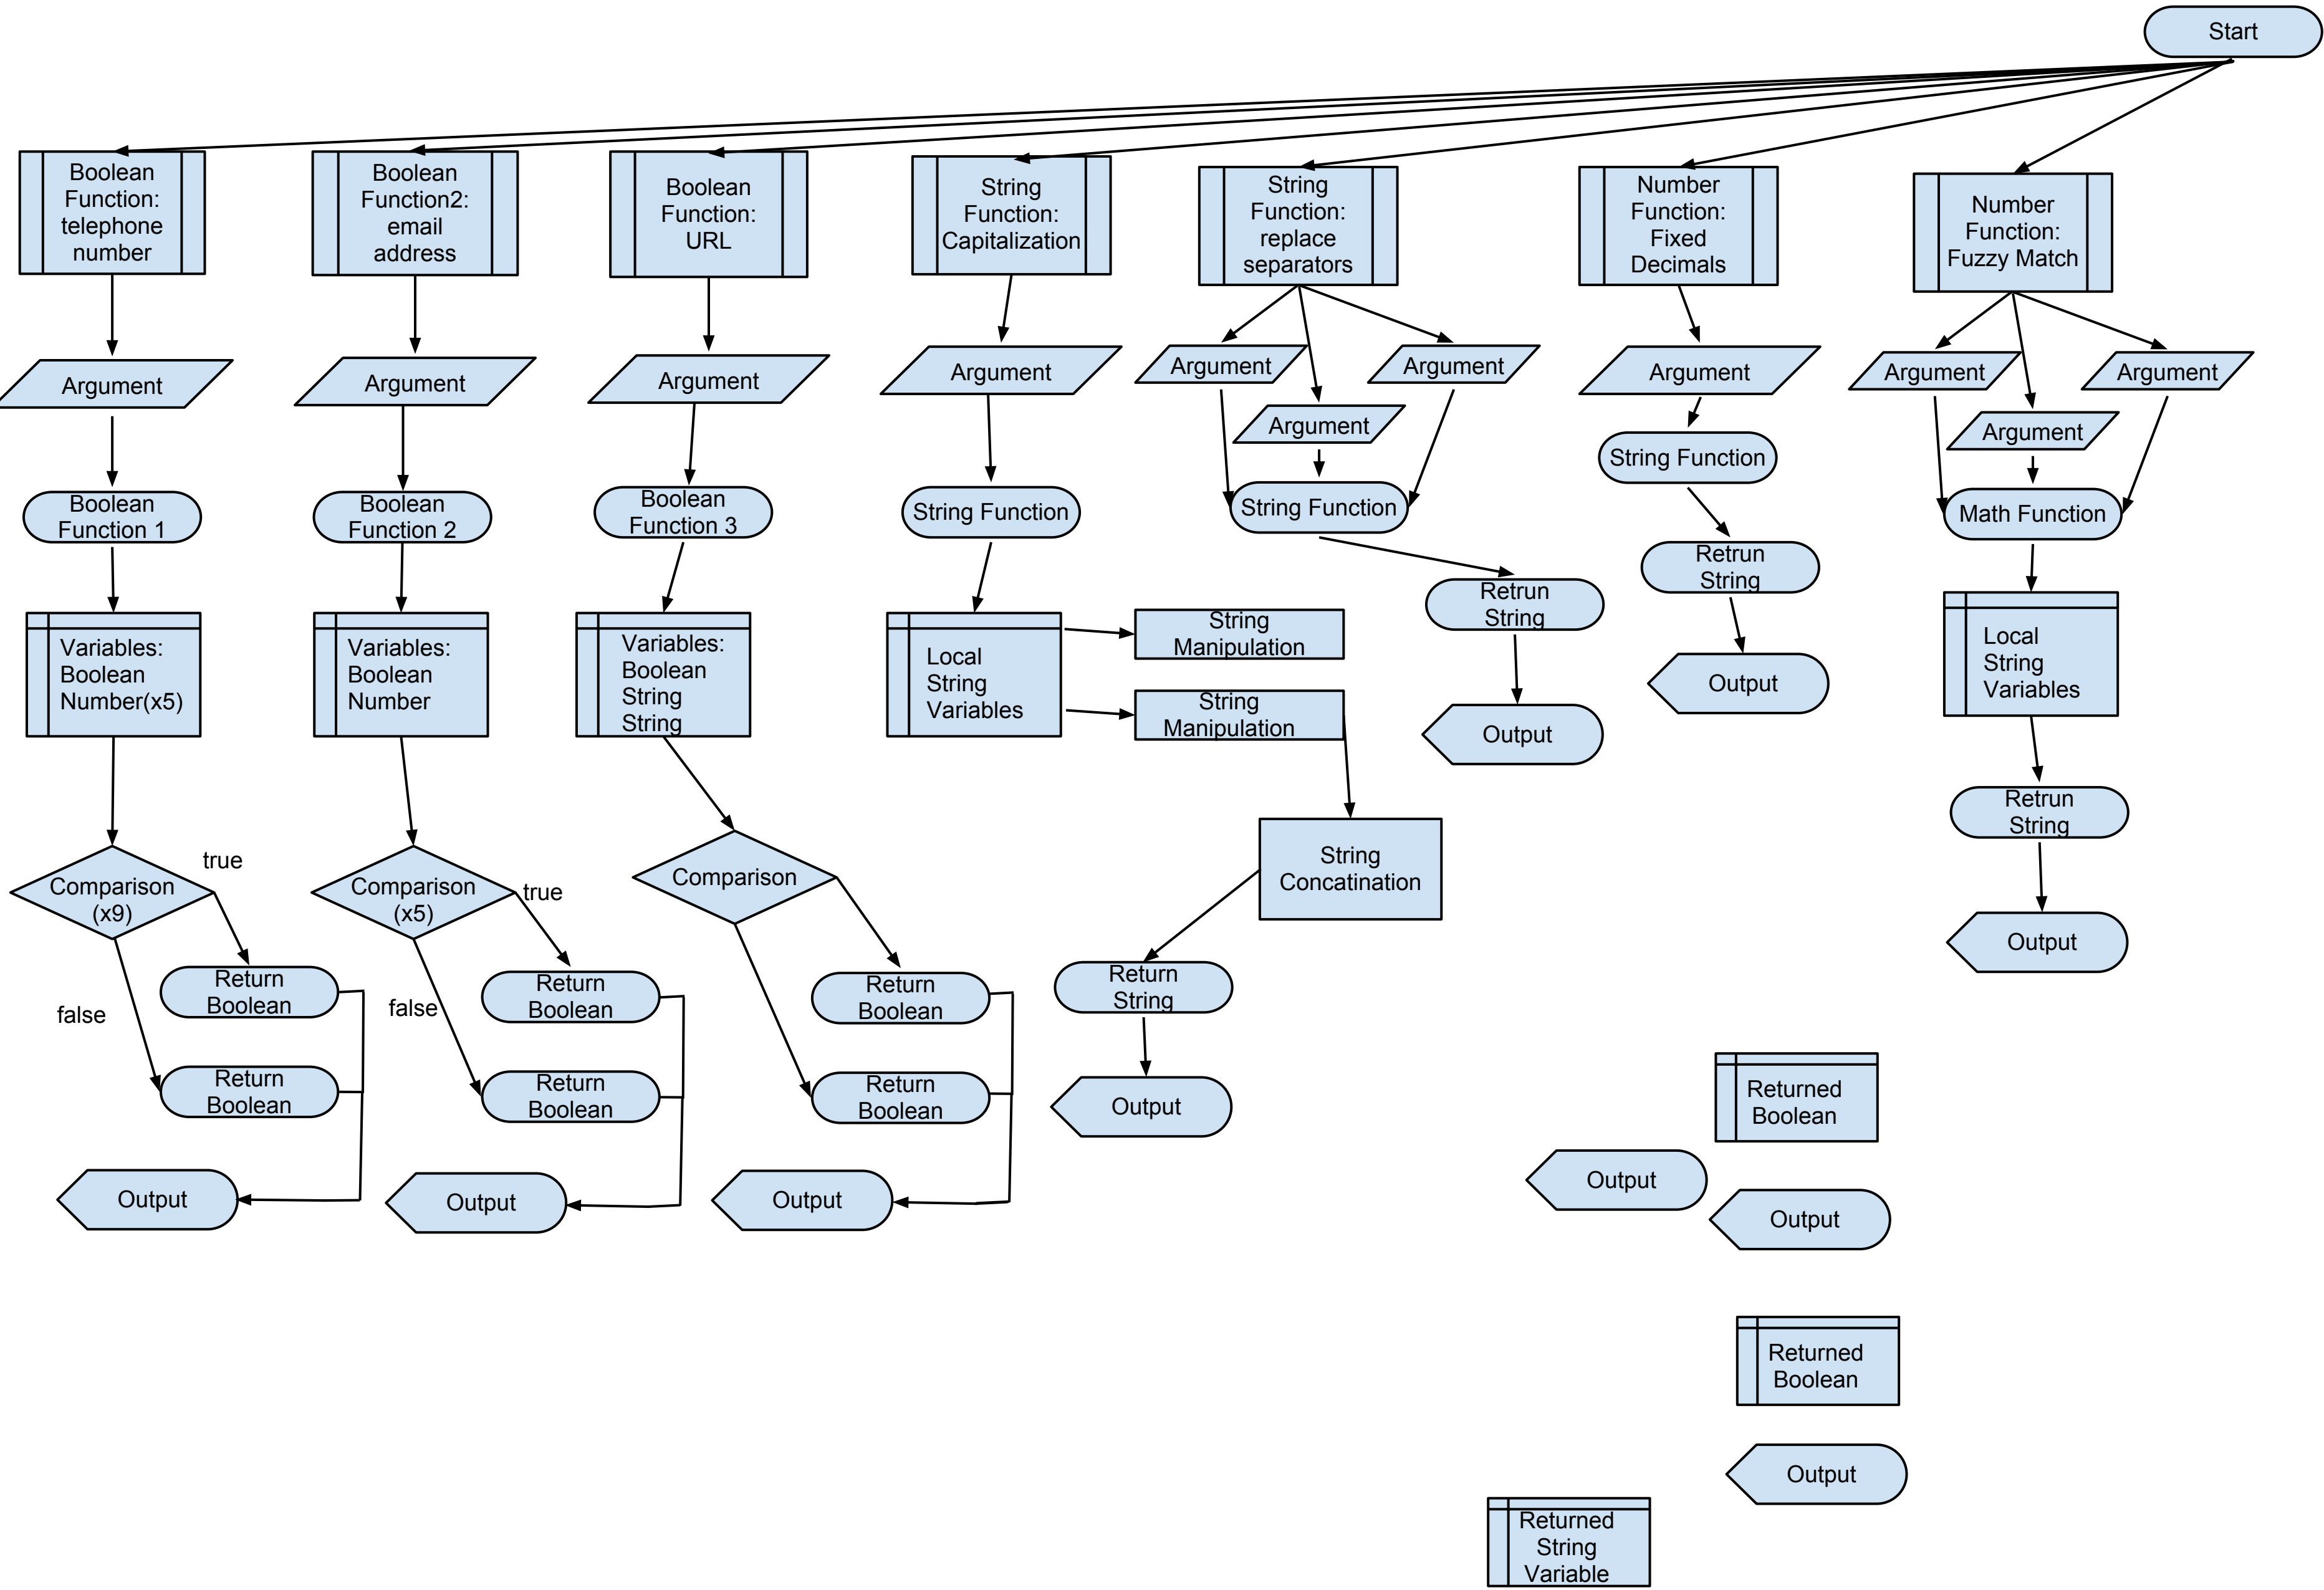 Start
Boolean
Function:
telephone
number
Boolean
Function2:
email
address
Boolean
Function:
URL
String
Function:
Capitalization
String
Function:
replace
separators
Number
Function:
Fixed
Decimals
Number
Function:
Fuzzy Match
Argument
Argument
Argument
Argument
Argument
Argument
Argument
Argument
Argument
Argument
Argument
Boolean
Function 1
Boolean
Function 2
Boolean
Function 3
String Function
String Function
String Function
Math Function
Variables:
Boolean
Number(x5)
Variables:
Boolean
Number
Variables:
Boolean
String
String
Local
String
Variables
String
Manipulation
String
Manipulation
Retrun
String
Output
Retrun
String
Output
Local
String
Variables
Retrun
String
Output
Comparison
(x9)
true
false
Return
Boolean
Return
Boolean
Output
Comparison
(x5)
true
false
Return
Boolean
Return
Boolean
Output
Comparison
Return
Boolean
Return
Boolean
Output
String
Concatination
Return
String
Output
Returned
Boolean
Output
Output
Returned
Boolean
Output
Returned
String
Variable